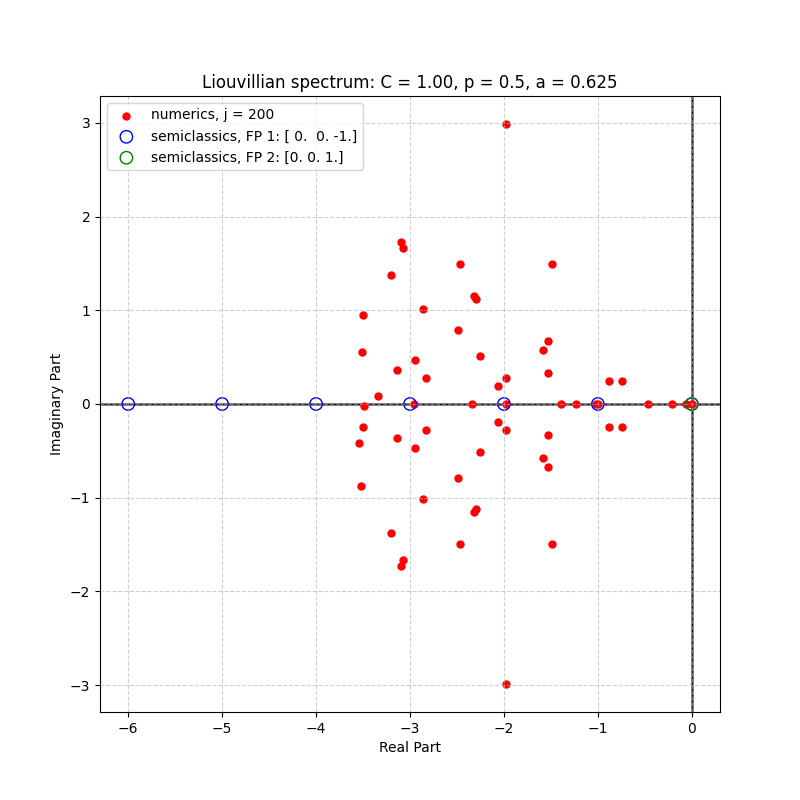 Liouvillian spectrum: C = 1.00, p = 0.5, a = 0.625
numerics, j = 200
semiclassics, FP 1: [ 0.  0. -1.]
semiclassics, FP 2: [0. 0. 1.]
3
2
1
0
−1
−2
−3
Imaginary Part
−6 −5 −4 −3 −2 −1 0
Real Part